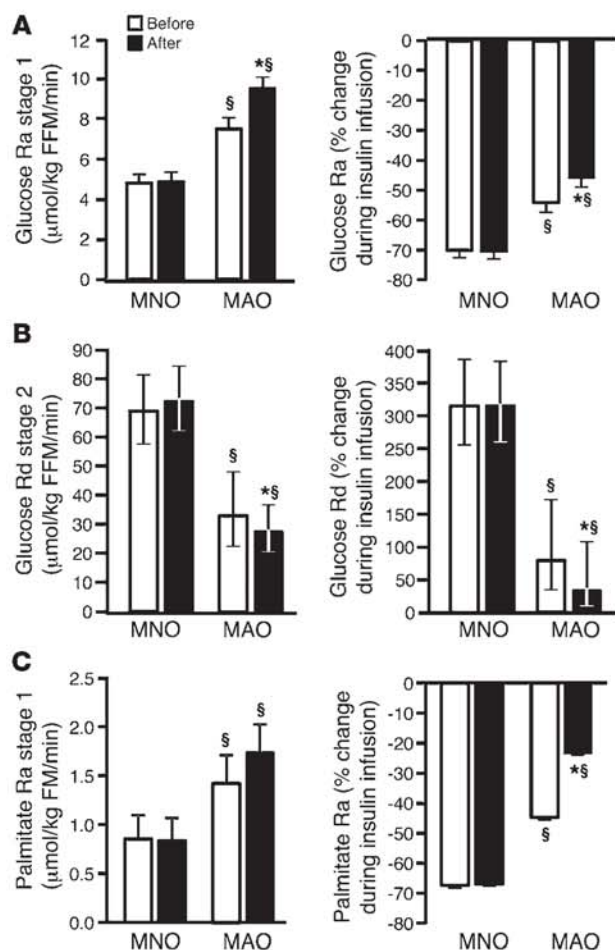 A
Before
After
Glucose Ra stage 1
(μmol/kg FFM/min)
12
10
8
6
4
2
0
§
*§
MNO
MAO
Glucose Ra (% change
during insulin infusion)
0
-10
-20
-30
-40
-50
-60
-70
-80
§
*§
MNO
MAO
B
Glucose Rd stage 2
(μmol/kg FFM/min)
90
80
70
60
50
40
30
20
10
0
§
*§
MNO
MAO
Glucose Rd (% change
during insulin infusion)
400
350
300
250
200
150
100
50
0
§
*§
MNO
MAO
C
Palmitate Ra stage 1
(μmol/kg FM/min)
2.5
2.0
1.5
1.0
0.5
0.0
§
§
MNO
MAO
Palmitate Ra (% change
during insulin infusion)
0
-10
-20
-30
-40
-50
-60
-70
-80
§
*§
MNO
MAO